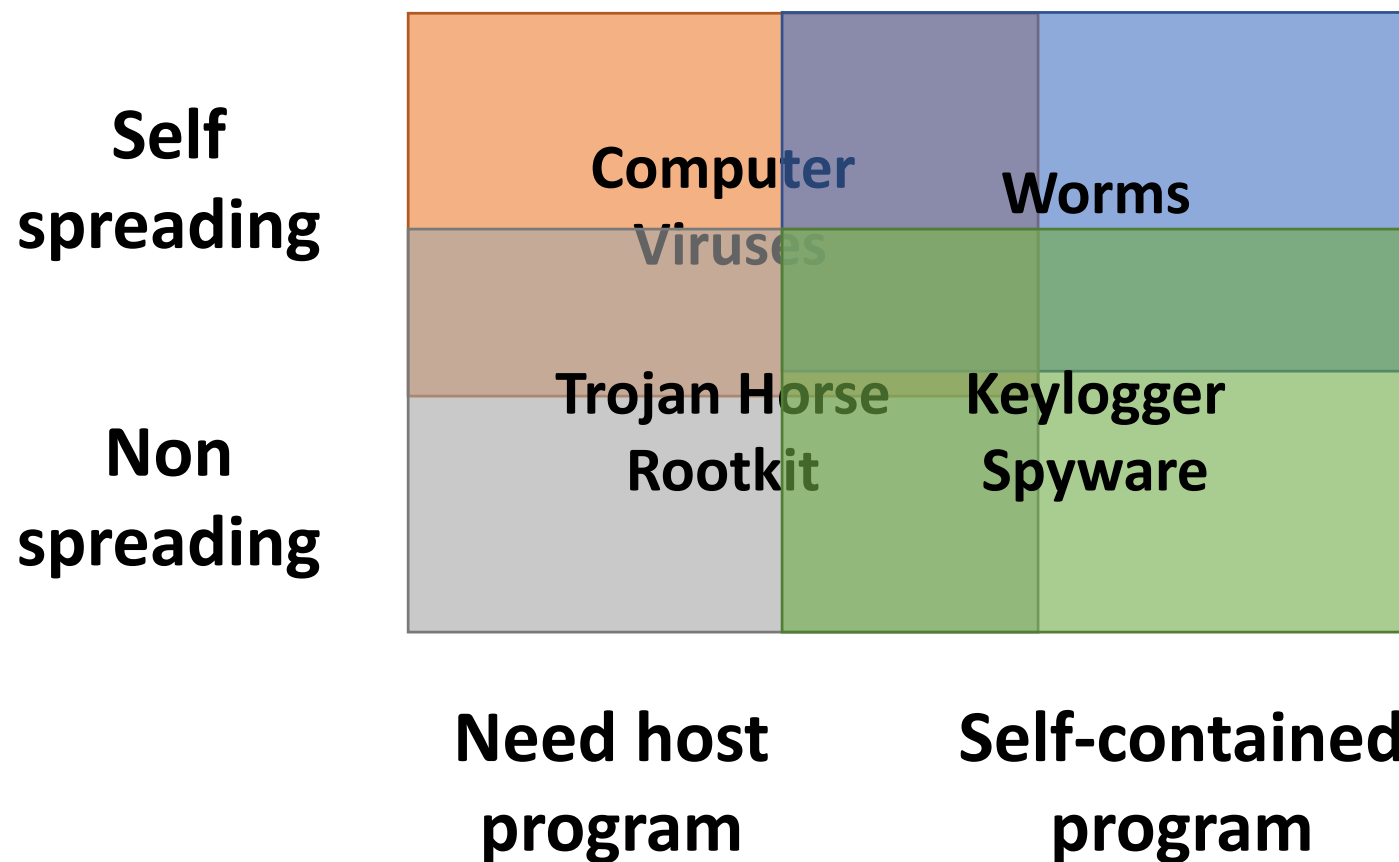 Self
spreading
Computer
Viruses
Worms
Non
spreading
Trojan Horse
Rootkit
Keylogger
Spyware
Need host
program
Self-contained
program